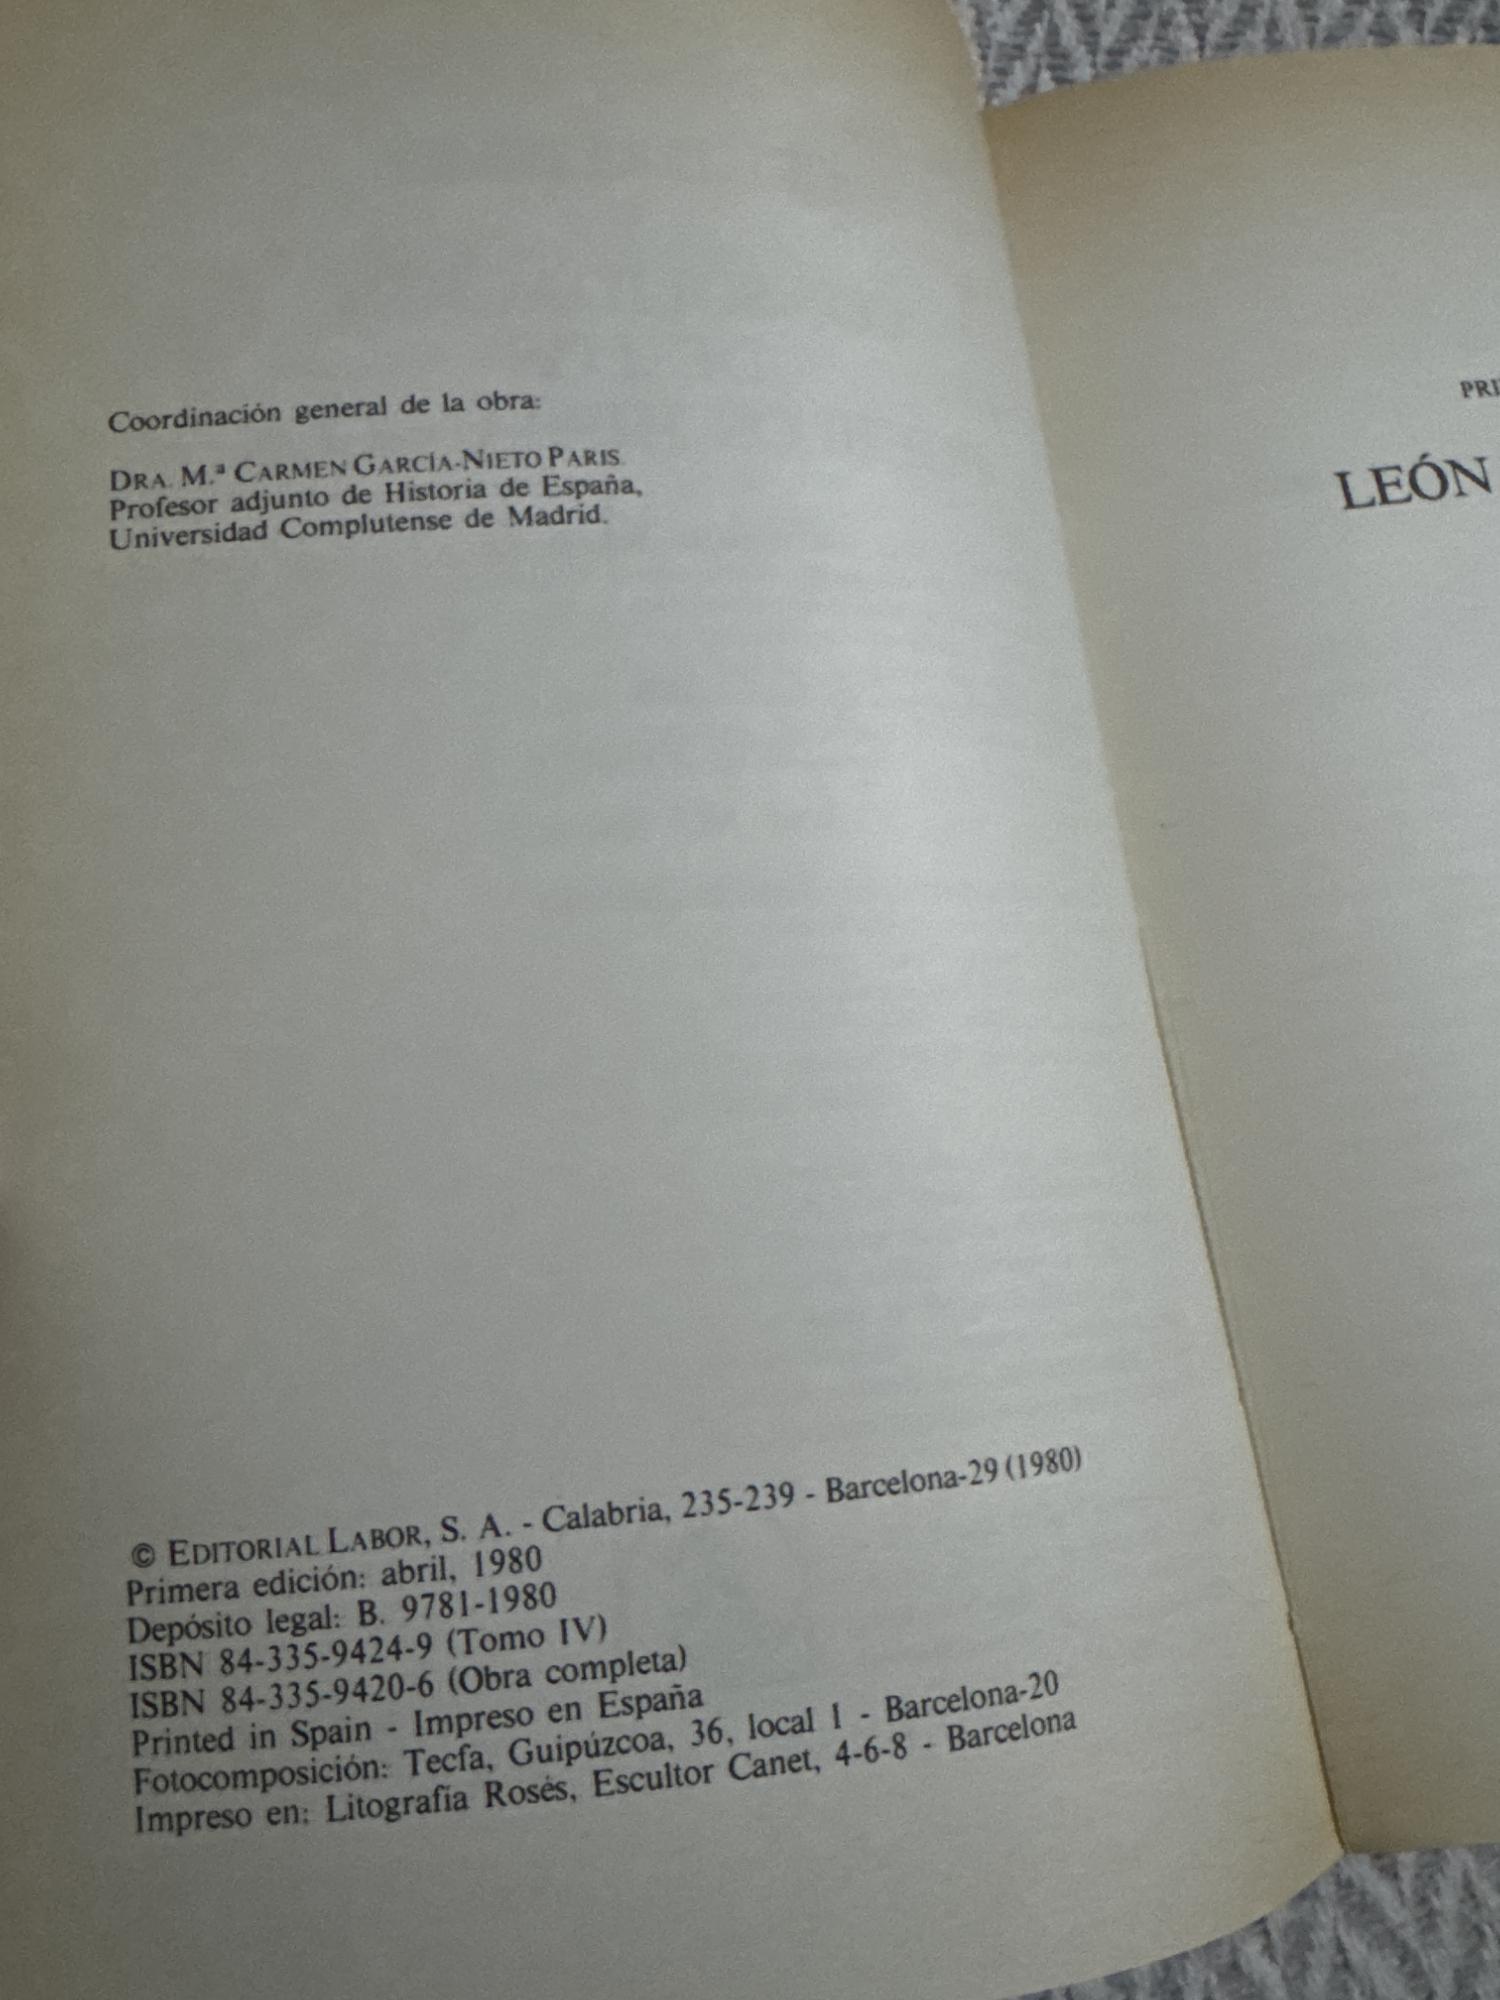 Coordinación general de la obra:
DRA. M.ª CARMEN GARCÍA-NIETO PARIS.
Profesor adjunto de Historia de España,
Universidad Complutense de Madrid.
© EDITORIAL LABOR, S. A. - Calabria, 235-239 - Barcelona-29 (1980)
Primera edición: abril, 1980
Depósito legal: B. 9781-1980
ISBN 84-335-9424-9 (Tomo IV)
ISBN 84-335-9420-6 (Obra completa)
Printed in Spain - Impreso en España
Fotocomposición: Tecfa, Guipúzcoa, 36, local 1 - Barcelona-20
Impreso en: Litografía Rosés, Escultor Canet, 4-6-8 - Barcelona
PRI
LEÓN